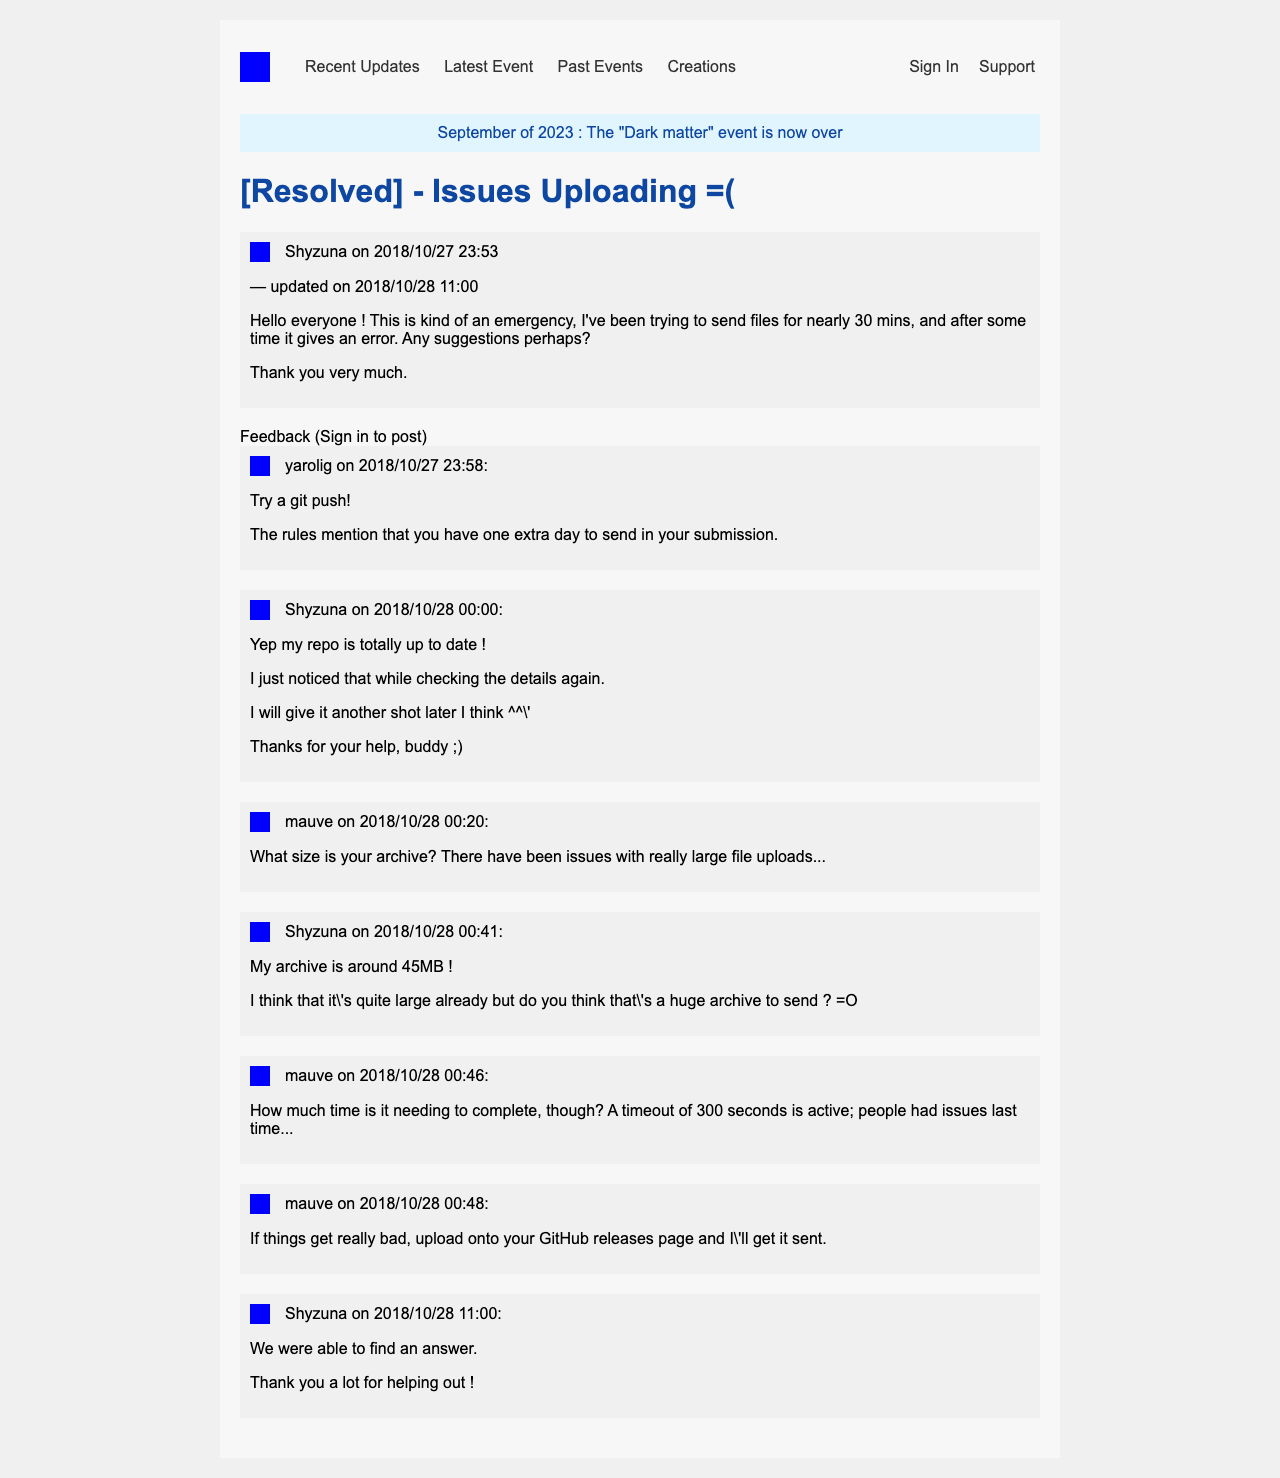 Recent Updates Latest Event Past Events Creations Sign In Support
September of 2023 : The "Dark matter" event is now over
[Resolved] - Issues Uploading =(
Shyzuna on 2018/10/27 23:53
— updated on 2018/10/28 11:00
Hello everyone ! This is kind of an emergency, I've been trying to send files for nearly 30 mins, and after some
time it gives an error. Any suggestions perhaps?
Thank you very much.
Feedback (Sign in to post)
yarolig on 2018/10/27 23:58:
Try a git push!
The rules mention that you have one extra day to send in your submission.
Shyzuna on 2018/10/28 00:00:
Yep my repo is totally up to date !
I just noticed that while checking the details again.
I will give it another shot later I think ^^\'
Thanks for your help, buddy ;)
mauve on 2018/10/28 00:20:
What size is your archive? There have been issues with really large file uploads...
Shyzuna on 2018/10/28 00:41:
My archive is around 45MB !
I think that it\'s quite large already but do you think that\'s a huge archive to send ? =O
mauve on 2018/10/28 00:46:
How much time is it needing to complete, though? A timeout of 300 seconds is active; people had issues last
time...
mauve on 2018/10/28 00:48:
If things get really bad, upload onto your GitHub releases page and I\'ll get it sent.
Shyzuna on 2018/10/28 11:00:
We were able to find an answer.
Thank you a lot for helping out !